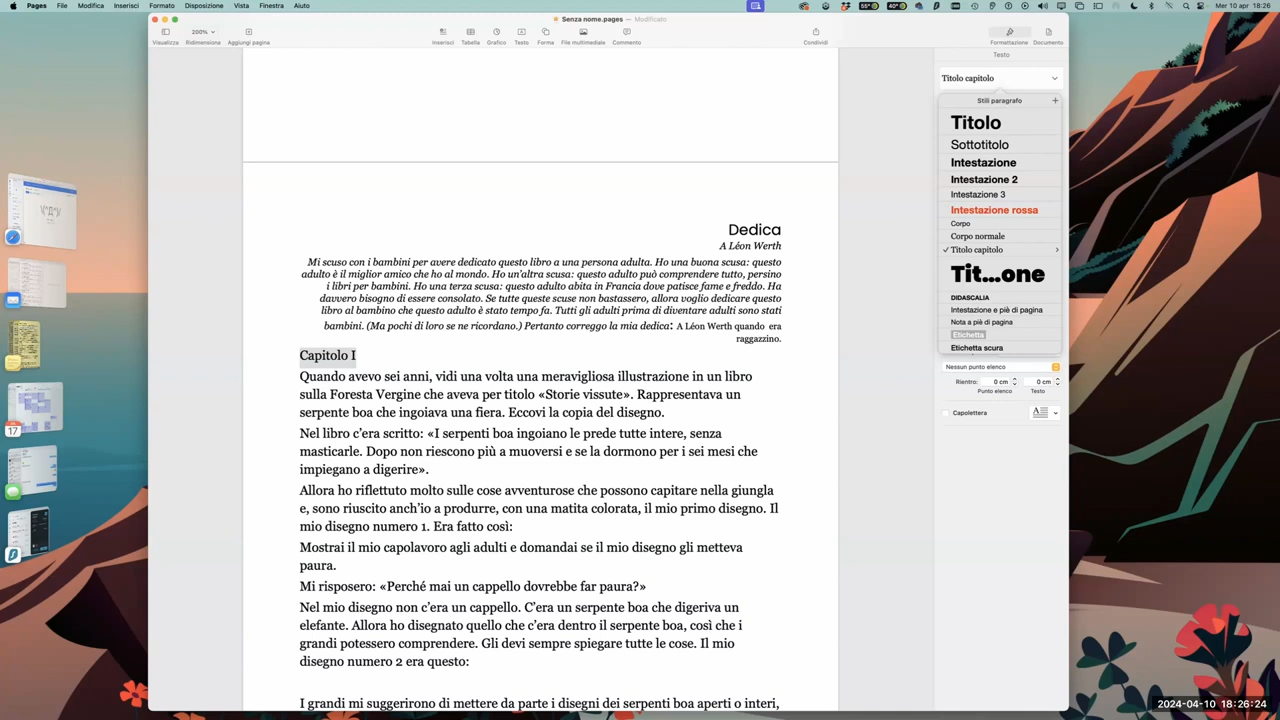 Pages File Modifica Inserisci Formato Disposizione Vista Finestra Aiuto
55° 40° Mer 10 apr 18:26
Senza nome.pages — Modificato
200%
Visualizza Ridimensiona Aggiungi pagina Inserisci Tabella Grafico Testo Forma File multimediale Commento Condividi Formattazione Documento
Testo
Titolo capitolo
Stili paragrafo +
Titolo
Sottotitolo
Intestazione
Intestazione 2
Intestazione 3
Intestazione rossa
Corpo
Corpo normale
✓ Titolo capitolo >
Tit...one
DIDASCALIA
Intestazione e piè di pagina
Nota a piè di pagina
Etichetta
Etichetta scura
Nessun punto elenco
Rientro: 0 cm 0 cm
Punto elenco Testo
Capolettera
Dedica
A Léon Werth
Mi scuso con i bambini per avere dedicato questo libro a una persona adulta. Ho una buona scusa: questo
adulto è il miglior amico che ho al mondo. Ho un'altra scusa: questo adulto può comprendere tutto, persino
i libri per bambini. Ho una terza scusa: questo adulto abita in Francia dove patisce fame e freddo. Ha
davvero bisogno di essere consolato. Se tutte queste scuse non bastassero, allora voglio dedicare questo
libro al bambino che questo adulto è stato tempo fa. Tutti gli adulti prima di diventare adulti sono stati
bambini. (Ma pochi di loro se ne ricordano.) Pertanto correggo la mia dedica: A Léon Werth quando era
ragazzino.
Capitolo I
Quando avevo sei anni, vidi una volta una meravigliosa illustrazione in un libro
sulla Foresta Vergine che aveva per titolo «Storie vissute». Rappresentava un
serpente boa che ingoiava una fiera. Eccovi la copia del disegno.
Nel libro c’era scritto: «I serpenti boa ingoiano le prede tutte intere, senza
masticarle. Dopo non riescono più a muoversi e se la dormono per i sei mesi che
impiegano a digerire».
Allora ho riflettuto molto sulle cose avventurose che possono capitare nella giungla
e, sono riuscito anch’io a produrre, con una matita colorata, il mio primo disegno. Il
mio disegno numero 1. Era fatto così:
Mostrai il mio capolavoro agli adulti e domandai se il mio disegno gli metteva
paura.
Mi risposero: «Perché mai un cappello dovrebbe far paura?»
Nel mio disegno non c’era un cappello. C’era un serpente boa che digeriva un
elefante. Allora ho disegnato quello che c’era dentro il serpente boa, così che i
grandi potessero comprendere. Gli devi sempre spiegare tutte le cose. Il mio
disegno numero 2 era questo:
I grandi mi suggerirono di mettere da parte i disegni dei serpenti boa aperti o interi,
17
2024-04-10 18:26:24